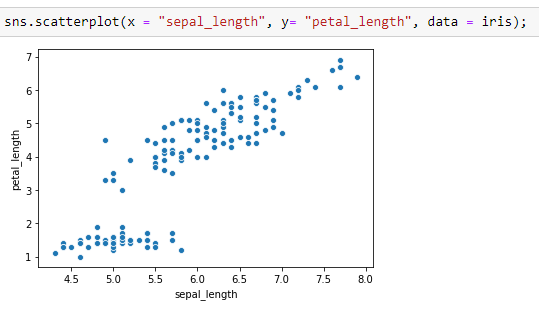 sns.scatterplot(x = "sepal_length", y= "petal_length", data = iris);
7
6
5
4
3
2
1
petal_length
4.5 5.0 5.5 6.0 6.5 7.0 7.5 8.0
sepal_length